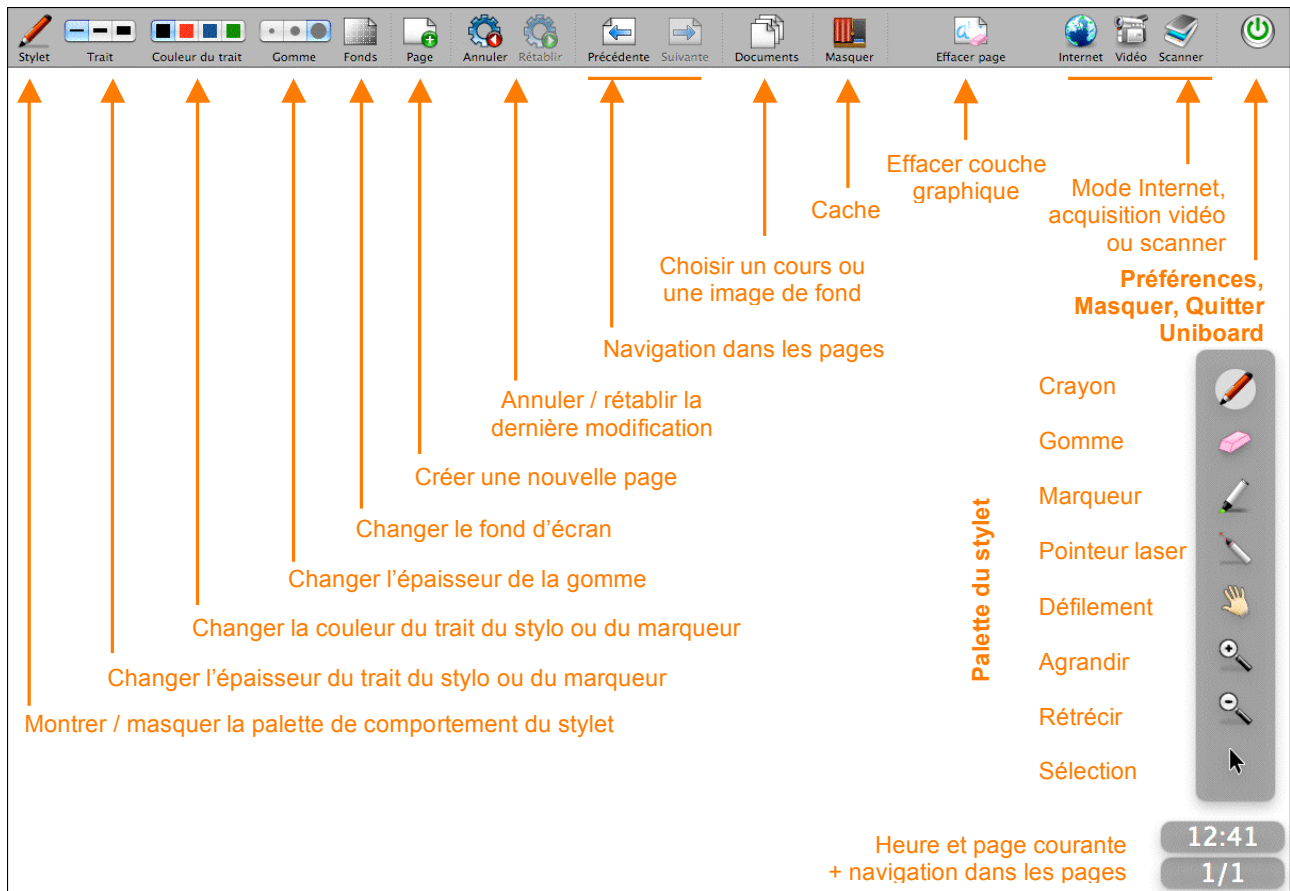 Stylet Trait Couleur du trait Gomme Fonds Page Annuler Rétablir Précédente Suivante Documents Masquer Effacer page Internet Vidéo Scanner
Effacer couche
graphique
Mode Internet,
acquisition vidéo
ou scanner
Cache
Choisir un cours ou
une image de fond
Préférences,
Masquer, Quitter
Uniboard
Navigation dans les pages
Annuler / rétablir la
dernière modification
Créer une nouvelle page
Changer le fond d'écran
Changer l'épaisseur de la gomme
Changer la couleur du trait du stylo ou du marqueur
Changer l'épaisseur du trait du stylo ou du marqueur
Montrer / masquer la palette de comportement du stylet
Palette du stylet
Crayon
Gomme
Marqueur
Pointeur laser
Défilement
Agrandir
Rétrécir
Sélection
Heure et page courante
+ navigation dans les pages
12:41
1/1